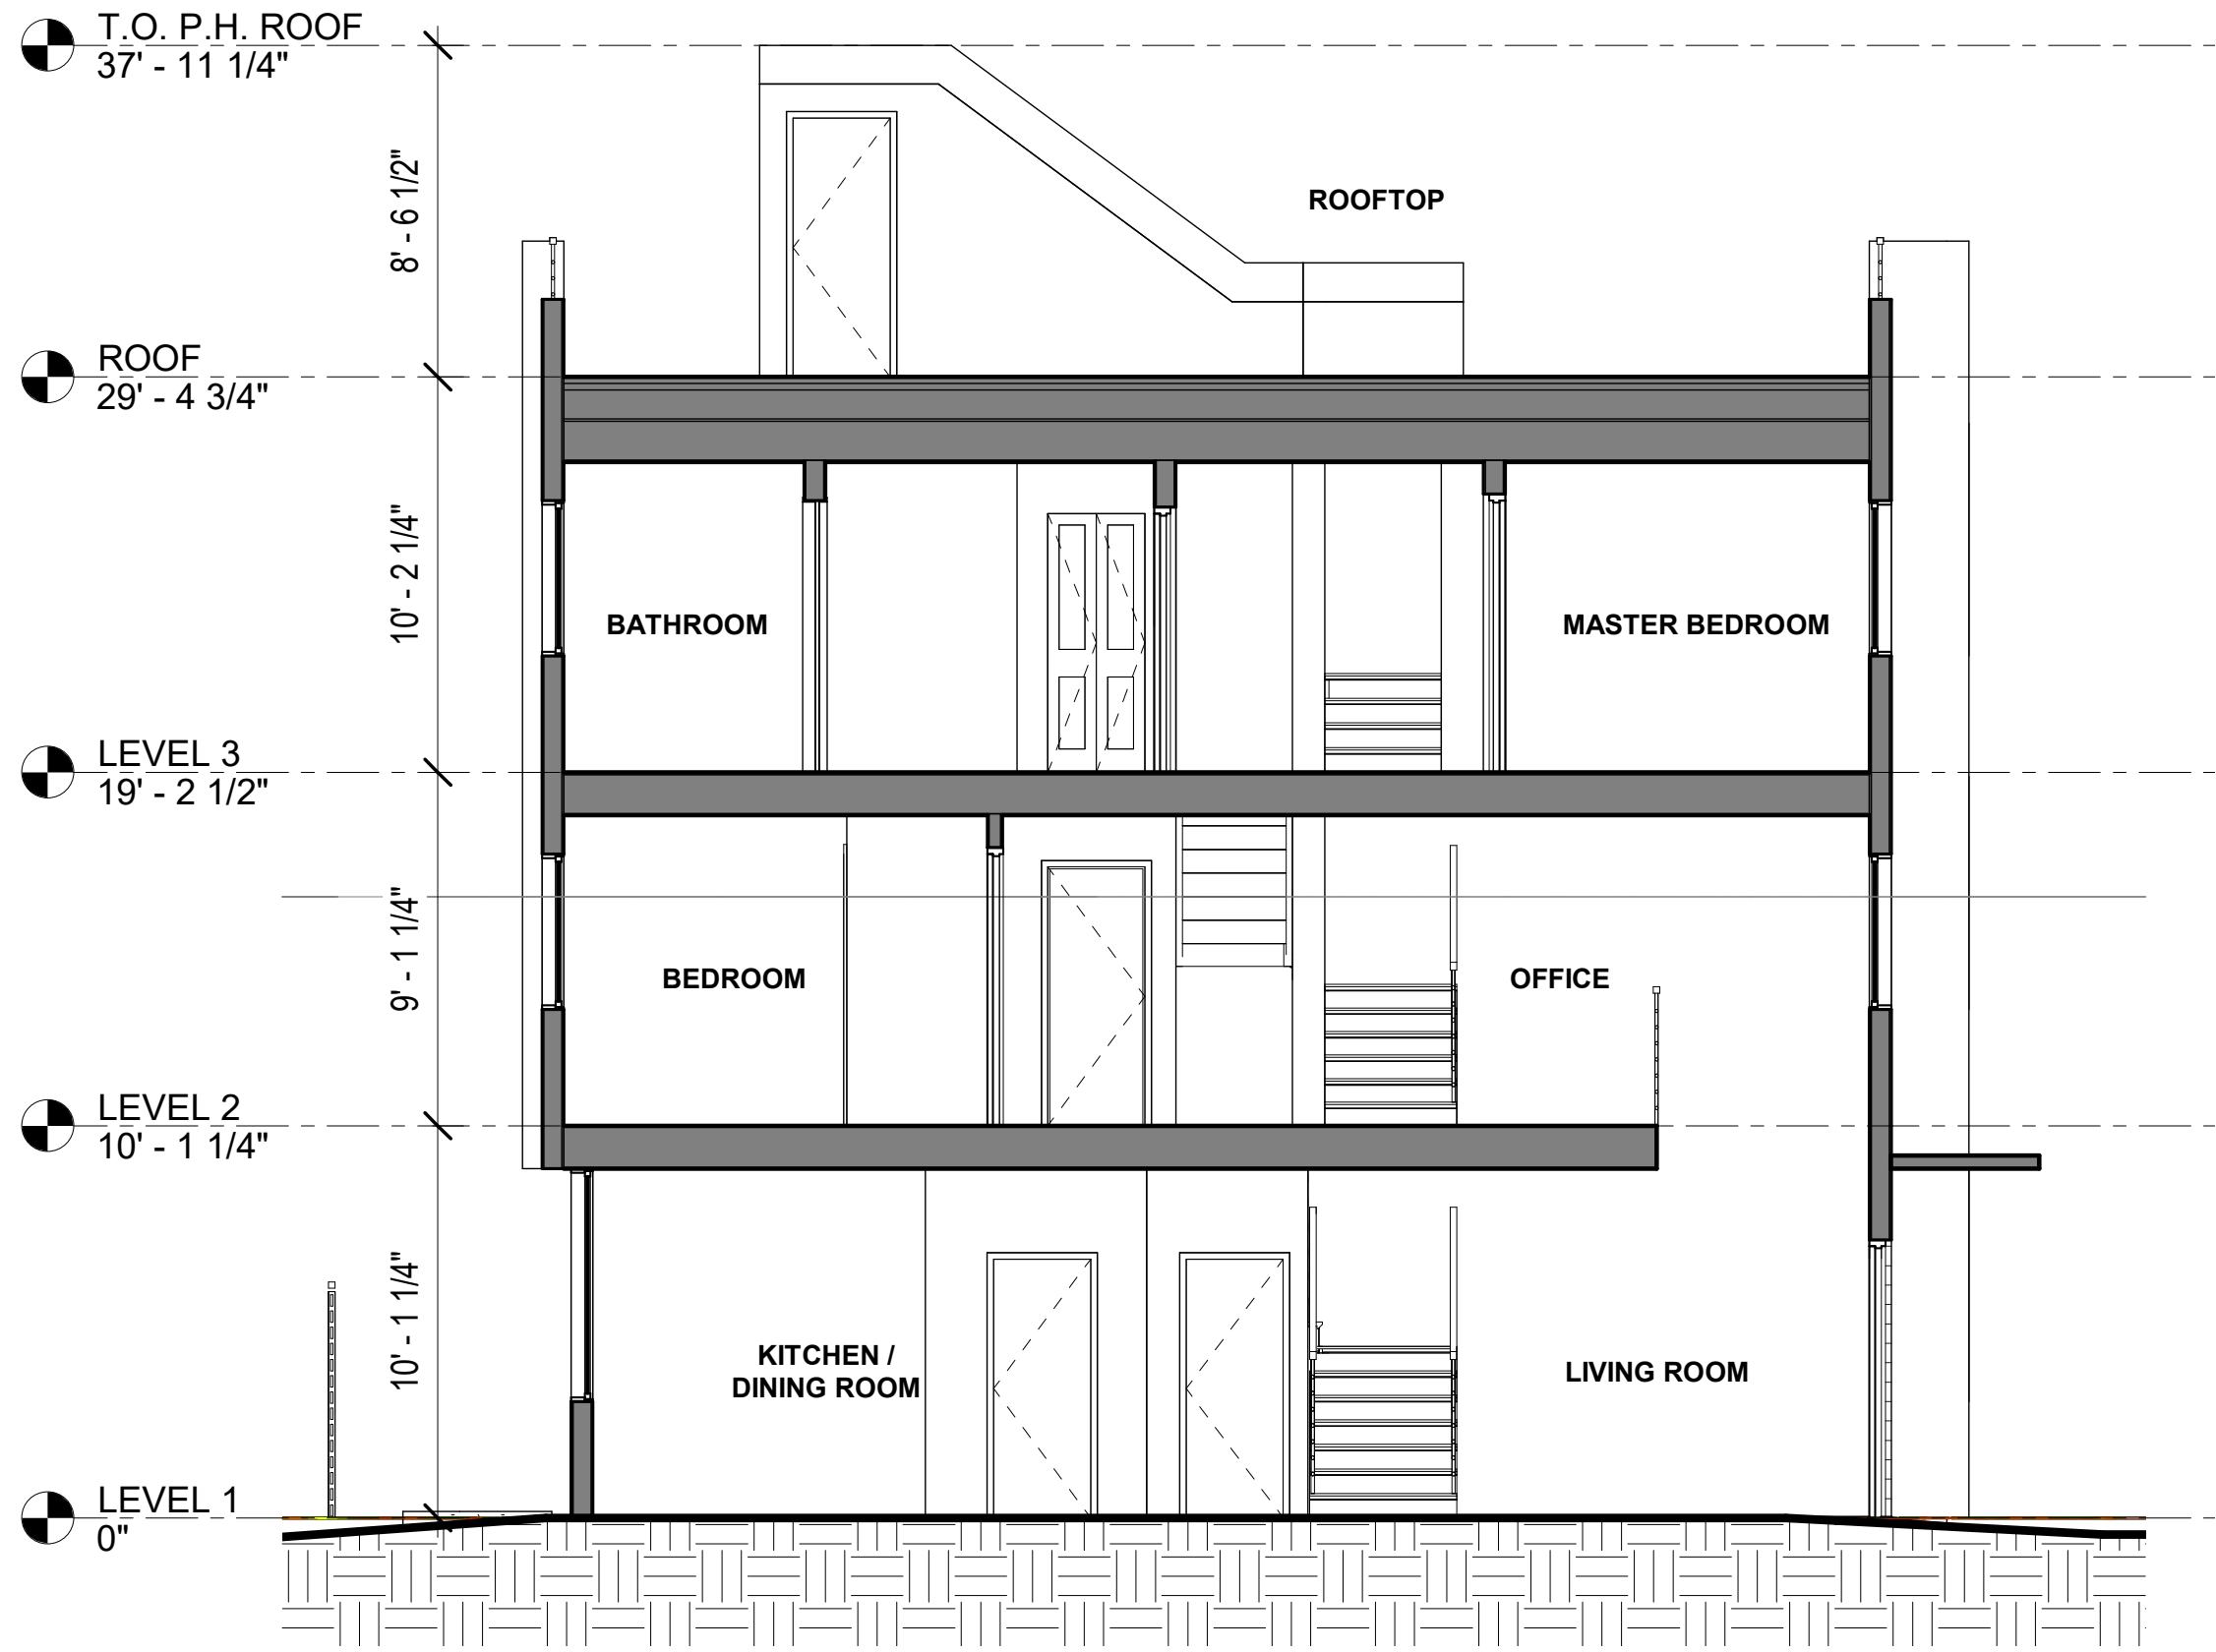 T.O. P.H. ROOF
37' - 11 1/4"
8' - 6 1/2"
ROOFTOP
ROOF
29' - 4 3/4"
10' - 2 1/4"
BATHROOM
MASTER BEDROOM
LEVEL 3
19' - 2 1/2"
9' - 1 1/4"
BEDROOM
OFFICE
LEVEL 2
10' - 1 1/4"
10' - 1 1/4"
KITCHEN /
DINING ROOM
LIVING ROOM
LEVEL 1
0"